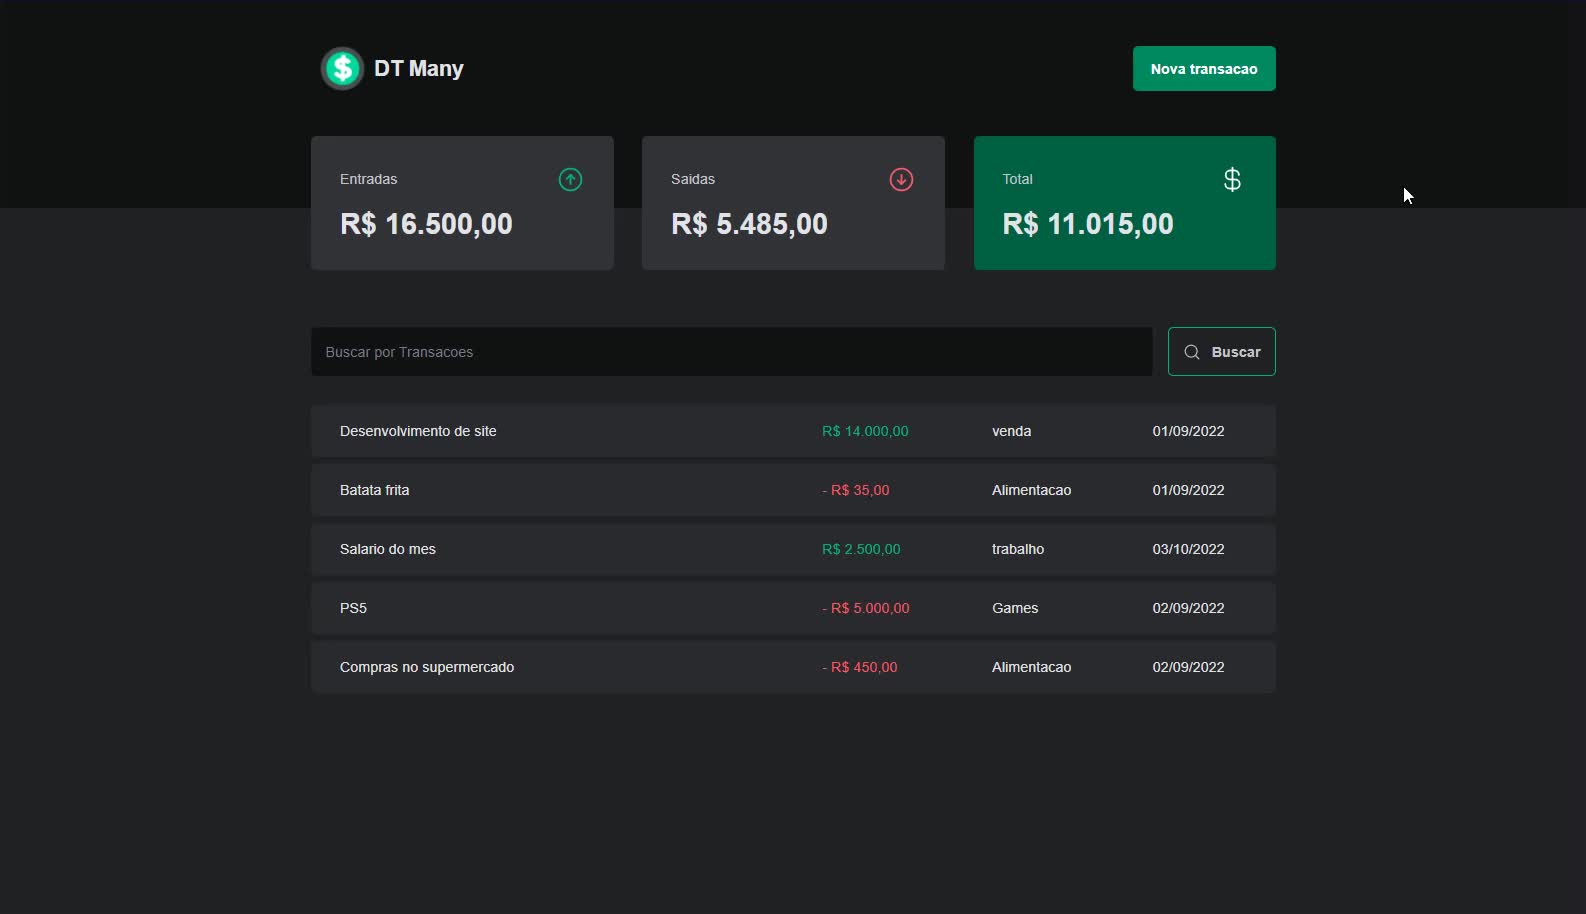 DT Many
Nova transacao
Entradas
R$ 16.500,00
Saidas
R$ 5.485,00
Total
$
R$ 11.015,00
Buscar por Transacoes
Buscar
Desenvolvimento de site R$ 14.000,00 venda 01/09/2022
Batata frita - R$ 35,00 Alimentacao 01/09/2022
Salario do mes R$ 2.500,00 trabalho 03/10/2022
PS5 - R$ 5.000,00 Games 02/09/2022
Compras no supermercado - R$ 450,00 Alimentacao 02/09/2022